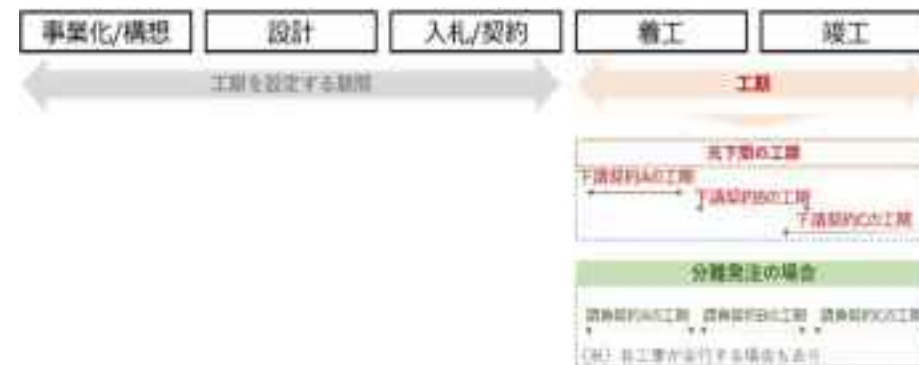 事業化/構想
設計
入札/契約
着工
竣工
工期を設定する期間
工期
元下間の工期
下請契約Aの工期
下請契約Bの工期
下請契約Cの工期
分離発注の場合
請負契約Aの工期
請負契約Bの工期
請負契約Cの工期
(※) 各工事が並行する場合もあり